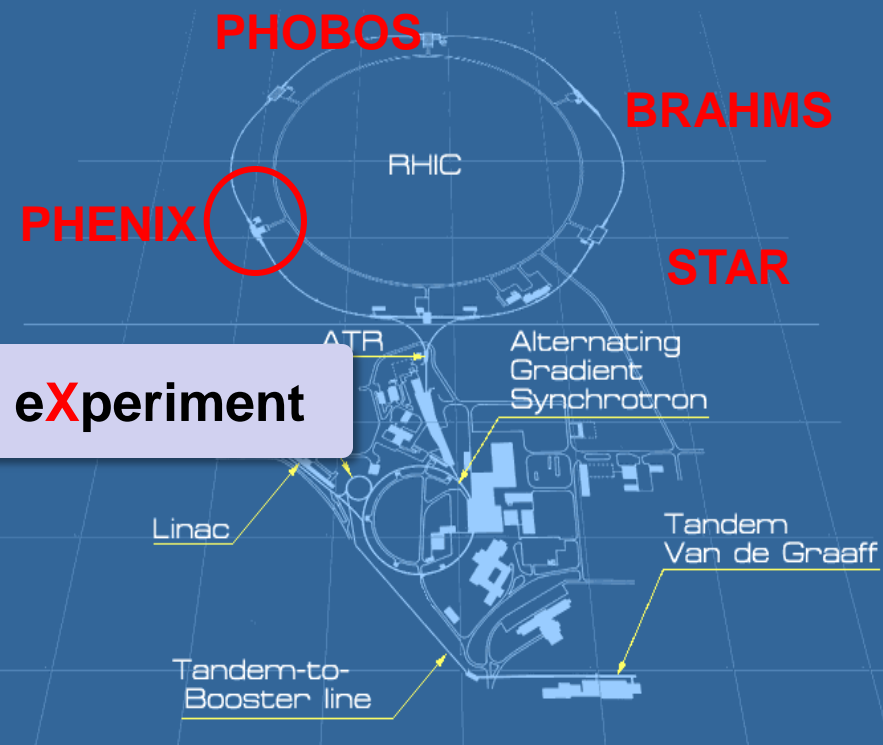 PHOBOS
BRAHMS
RHIC
PHENIX
STAR
ATR
Alternating
Gradient
Synchrotron
eXperiment
Linac
Tandem
Van de Graaff
Tandem-to-
Booster line